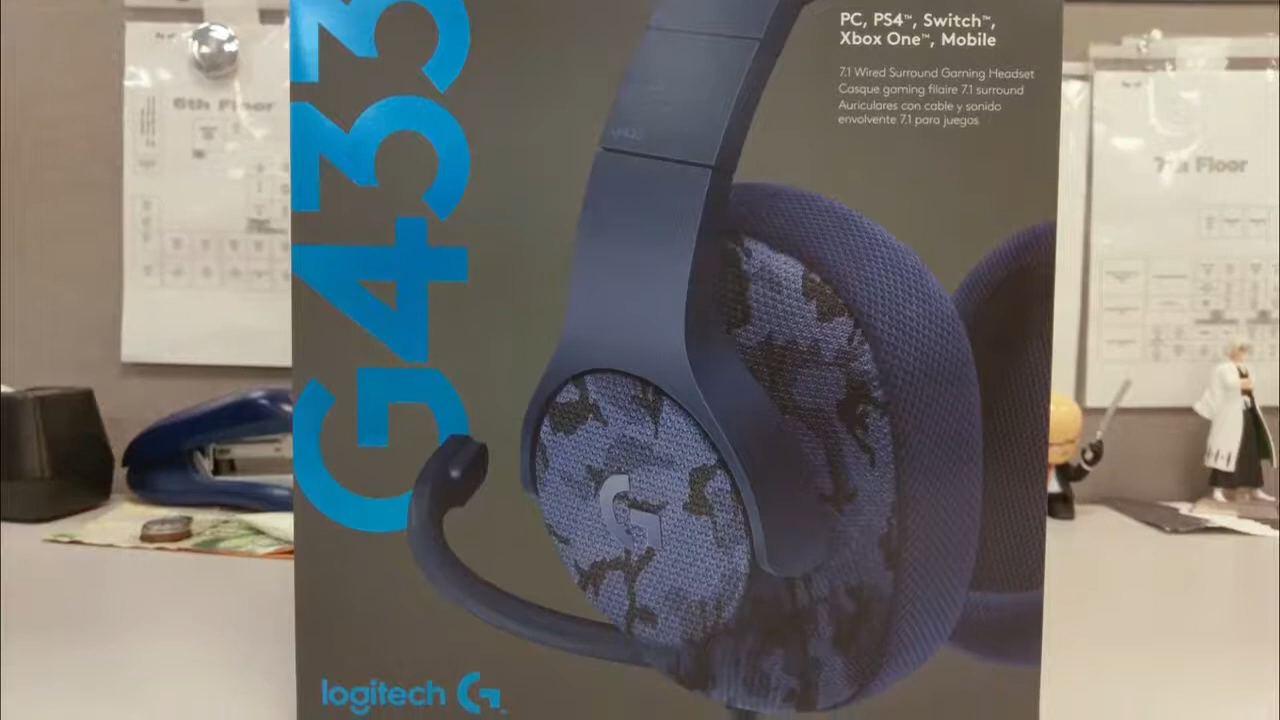 G433
PC, PS4™, Switch™,
Xbox One™, Mobile
7.1 Wired Surround Gaming Headset
Casque gaming filaire 7.1 surround
Auriculares con cable y sonido
envolvente 7.1 para juegos
G
logitech G
6th Floor
7th Floor